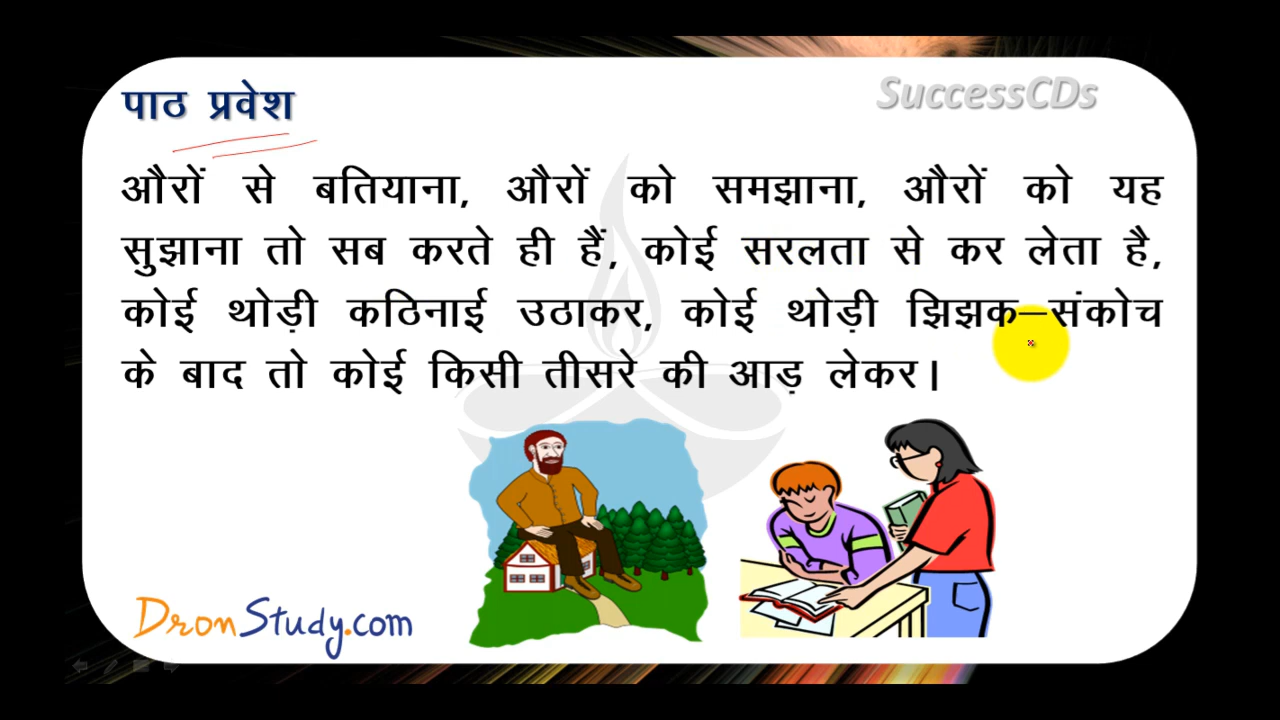 पाठ प्रवेश
SuccessCDs
औरों से बतियाना, औरों को समझाना, औरों को यह
सुझाना तो सब करते ही हैं, कोई सरलता से कर लेता है,
कोई थोड़ी कठिनाई उठाकर, कोई थोड़ी झिझक–संकोच
के बाद तो कोई किसी तीसरे की आड़ लेकर।
DronStudy.com